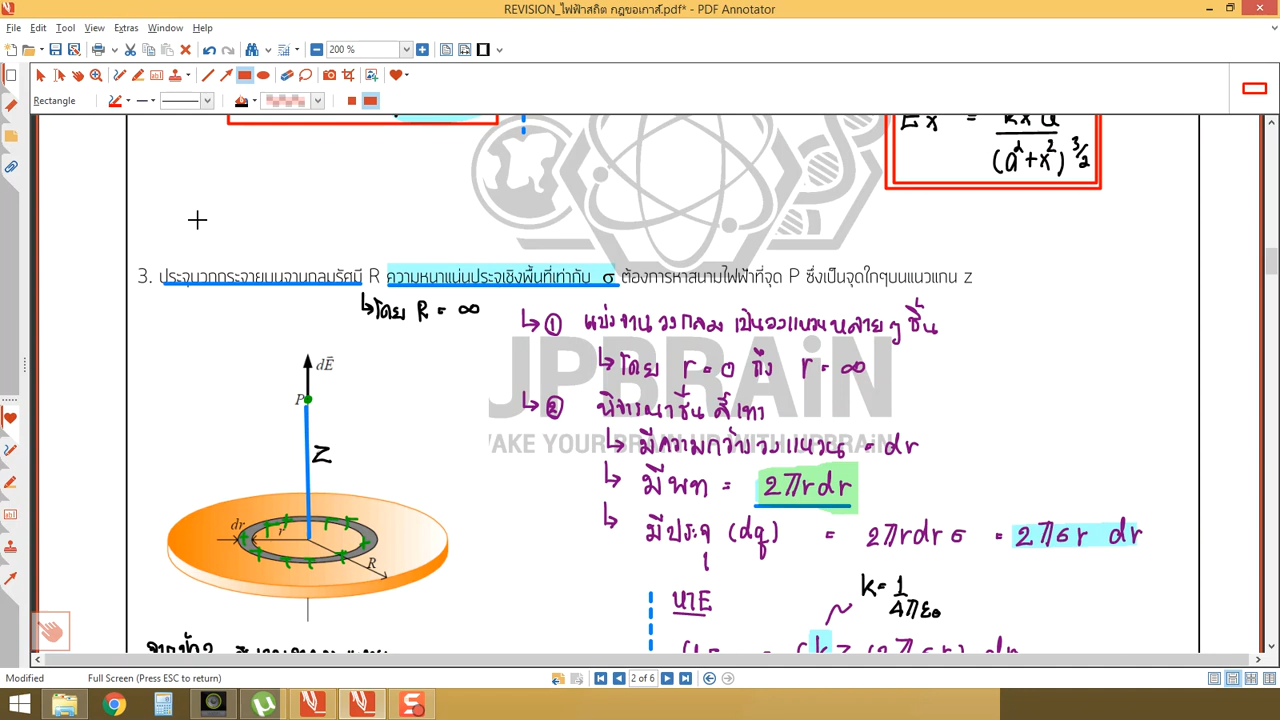 REVISION_ไฟฟ้าสถิต กฎขอเกาส์.pdf* - PDF Annotator
File Edit Tool View Extras Window Help
200 %
Rectangle
Ex = kxQ
(a²+x²)^3/2
3. ประจุบวกกระจายบนจานกลมรัศมี R ความหนาแน่นประจุเชิงพื้นที่เท่ากับ σ ต้องการหาสนามไฟฟ้าที่จุด P ซึ่งเป็นจุดใกๆบนแนวแกน z
↳ โดย R = ∞
↳ ① แบ่งจานวงกลม เป็นวงแหวนหลายๆ ชั้น
↳ โดย r = 0 ถึง r = ∞
↳ ② พิจารณาชิ้นสีเทา
↳ มีความกว้างวงแหวน = dr
↳ มีพท = 2πrdr
↳ มีประจุ (dq) = 2πrdr σ = 2πσr dr
หาE
k = 1
4πε₀
dE
P
Z
dr
r
R
UPBRAiN
WAKE YOUR BRAIN UP WITH UPBRAiN
Modified Full Screen (Press ESC to return) 2 of 6